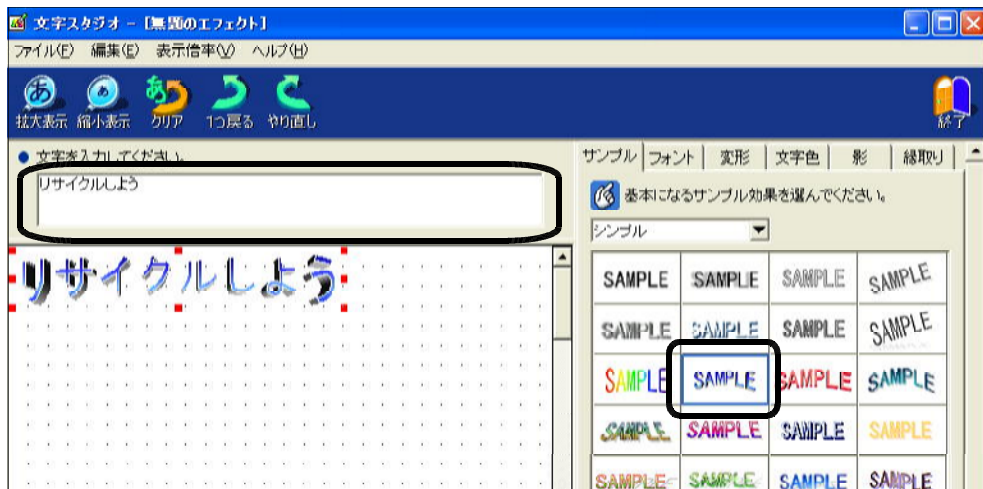 文字スタジオ - [無題のエフェクト]
ファイル(F) 編集(E) 表示倍率(V) ヘルプ(H)
拡大表示 縮小表示 クリア 1つ戻る やり直し 終了
文字を入力してください。
リサイクルしよう
リサイクルしよう
サンプル フォント 変形 文字色 影 縁取り
基本になるサンプル効果を選んでください。
シンプル
SAMPLE SAMPLE SAMPLE SAMPLE
SAMPLE SAMPLE SAMPLE SAMPLE
SAMPLE SAMPLE SAMPLE SAMPLE
SAMPLE SAMPLE SAMPLE SAMPLE
SAMPLE SAMPLE SAMPLE SAMPLE